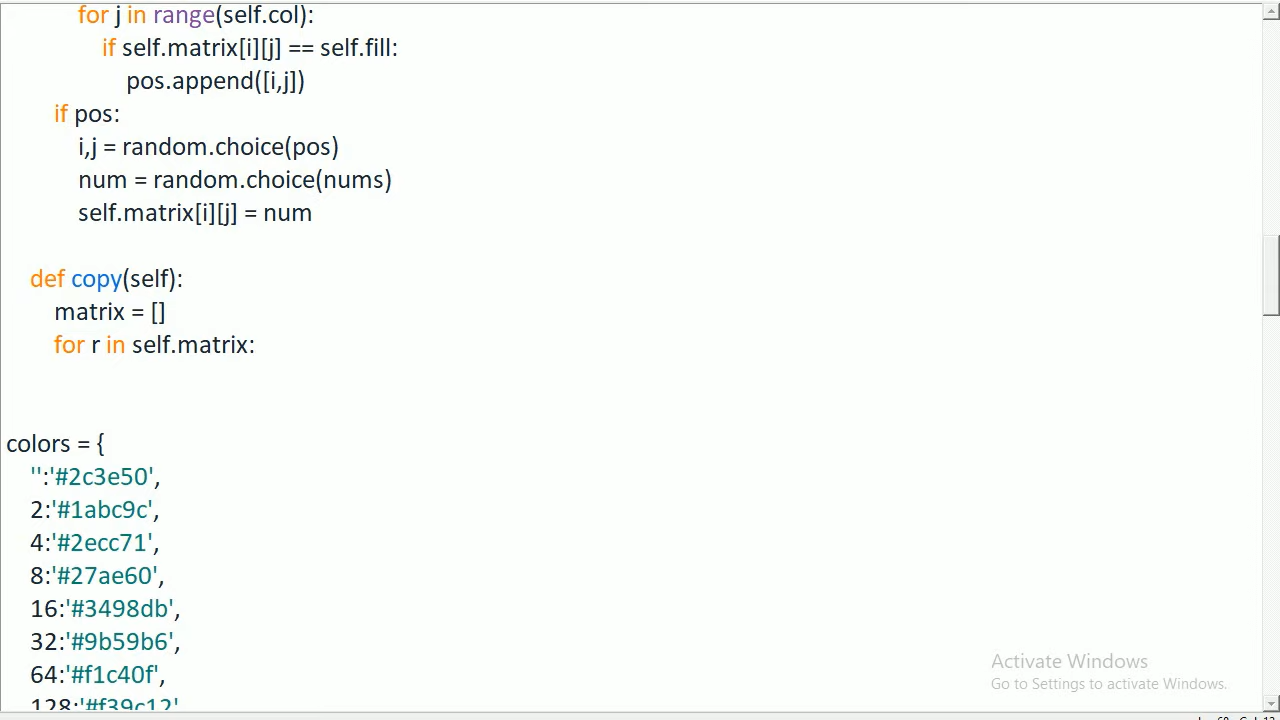 for j in range(self.col):
if self.matrix[i][j] == self.fill:
pos.append([i,j])
if pos:
i,j = random.choice(pos)
num = random.choice(nums)
self.matrix[i][j] = num
def copy(self):
matrix = []
for r in self.matrix:
colors = {
'':'#2c3e50',
2:'#1abc9c',
4:'#2ecc71',
8:'#27ae60',
16:'#3498db',
32:'#9b59b6',
64:'#f1c40f',
128:'#f39c12'
Activate Windows
Go to Settings to activate Windows.